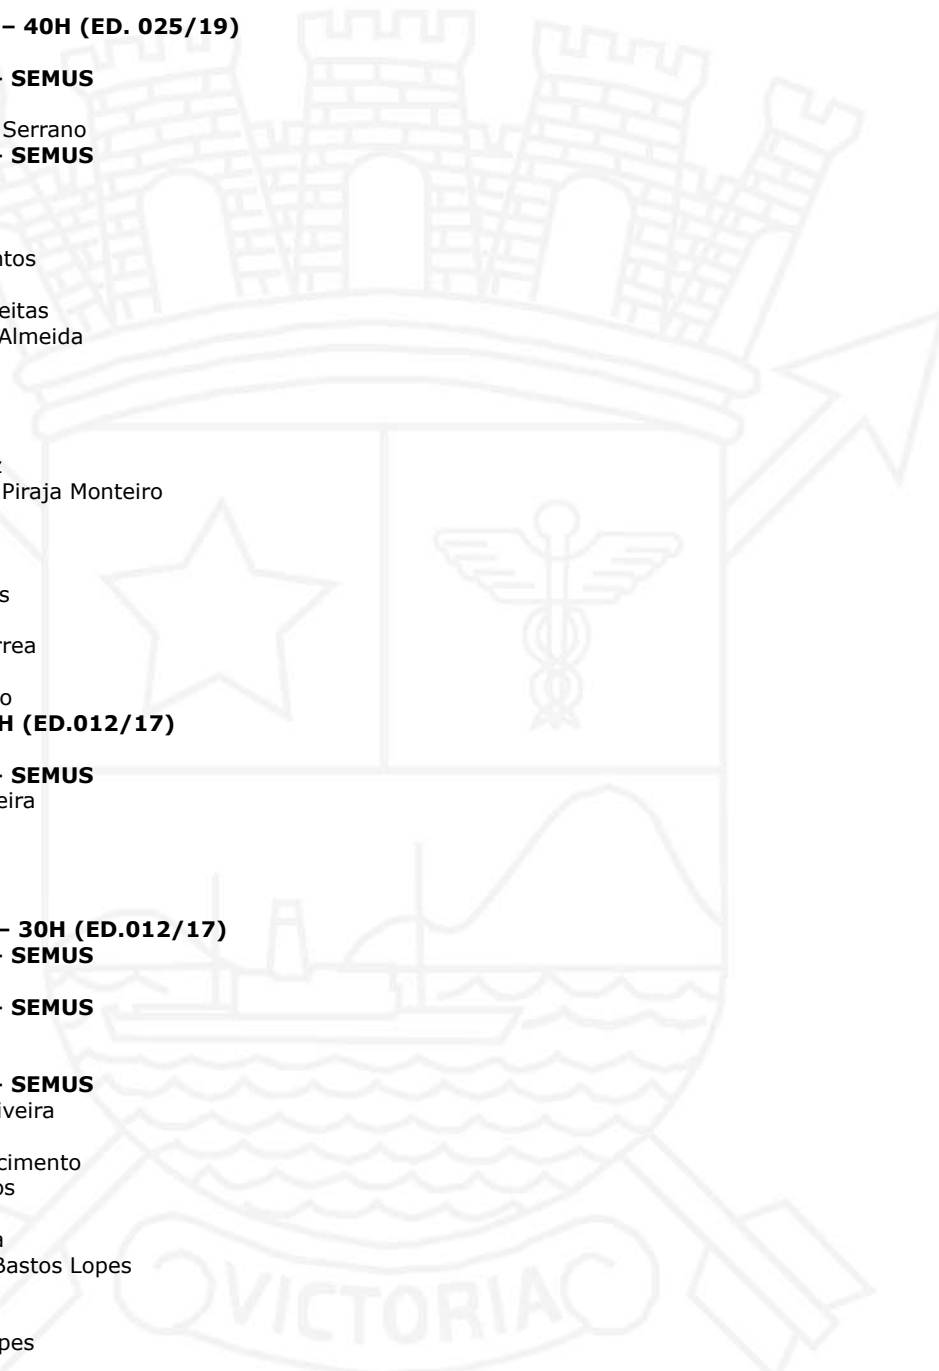 – 40H (ED. 025/19)
- SEMUS
Serrano
- SEMUS
ntos
eitas
Almeida
z
Piraja Monteiro
s
rrea
o
H (ED.012/17)
- SEMUS
eira
– 30H (ED.012/17)
- SEMUS
- SEMUS
- SEMUS
iveira
cimento
os
a
Bastos Lopes
pes
VICTORIA